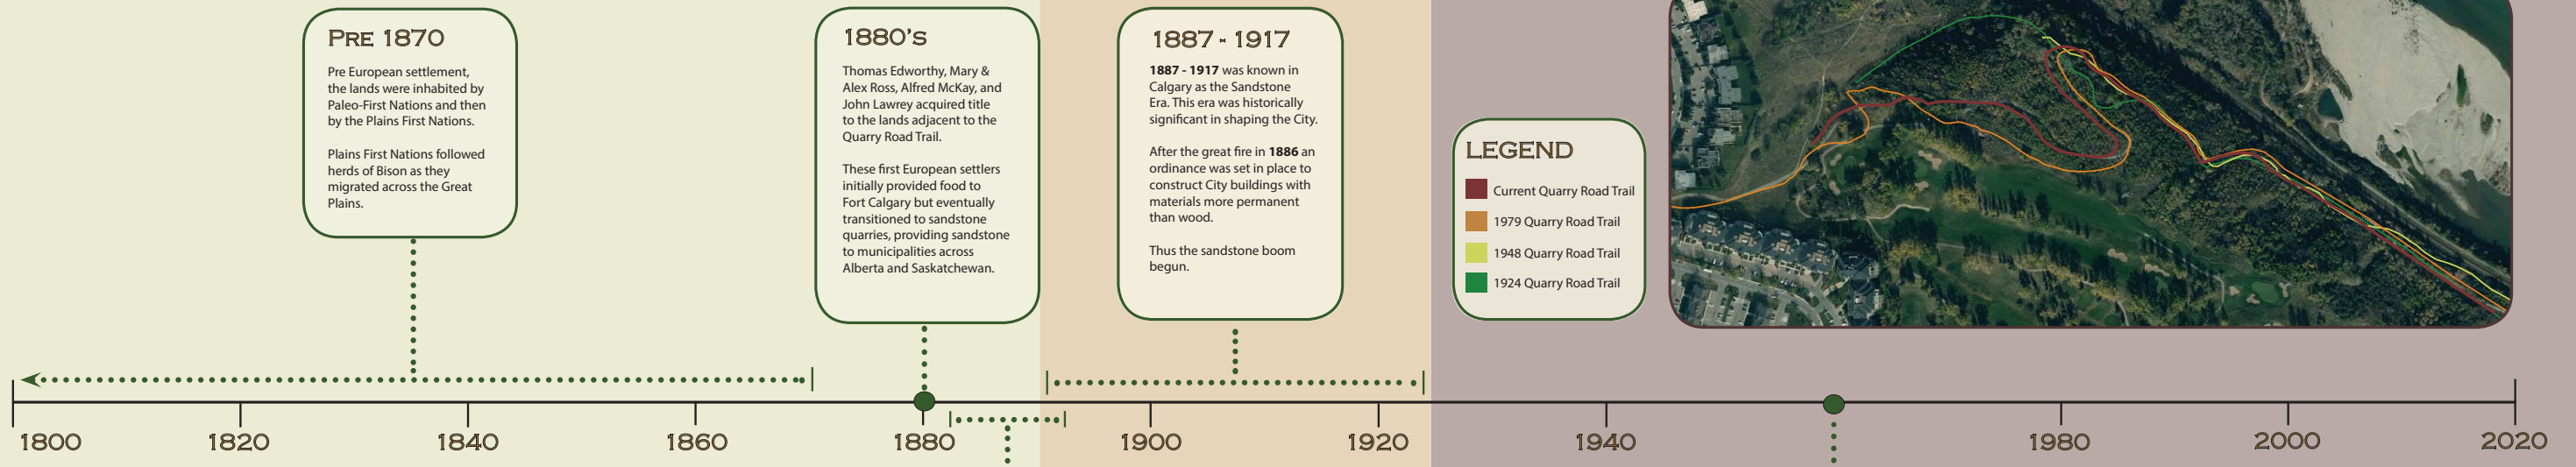 PRE 1870
Pre European settlement,
the lands were inhabited by
Paleo-First Nations and then
by the Plains First Nations.
Plains First Nations followed
herds of Bison as they
migrated across the Great
Plains.
1880's
Thomas Edworthy, Mary &
Alex Ross, Alfred McKay, and
John Lawrey acquired title
to the lands adjacent to the
Quarry Road Trail.
These first European settlers
initially provided food to
Fort Calgary but eventually
transitioned to sandstone
quarries, providing sandstone
to municipalities across
Alberta and Saskatchewan.
1887 - 1917
1887 - 1917 was known in
Calgary as the Sandstone
Era. This era was historically
significant in shaping the City.
After the great fire in 1886 an
ordinance was set in place to
construct City buildings with
materials more permanent
than wood.
Thus the sandstone boom
begun.
LEGEND
Current Quarry Road Trail
1979 Quarry Road Trail
1948 Quarry Road Trail
1924 Quarry Road Trail
1800 1820 1840 1860 1880 1900 1920 1940 1980 2000 2020